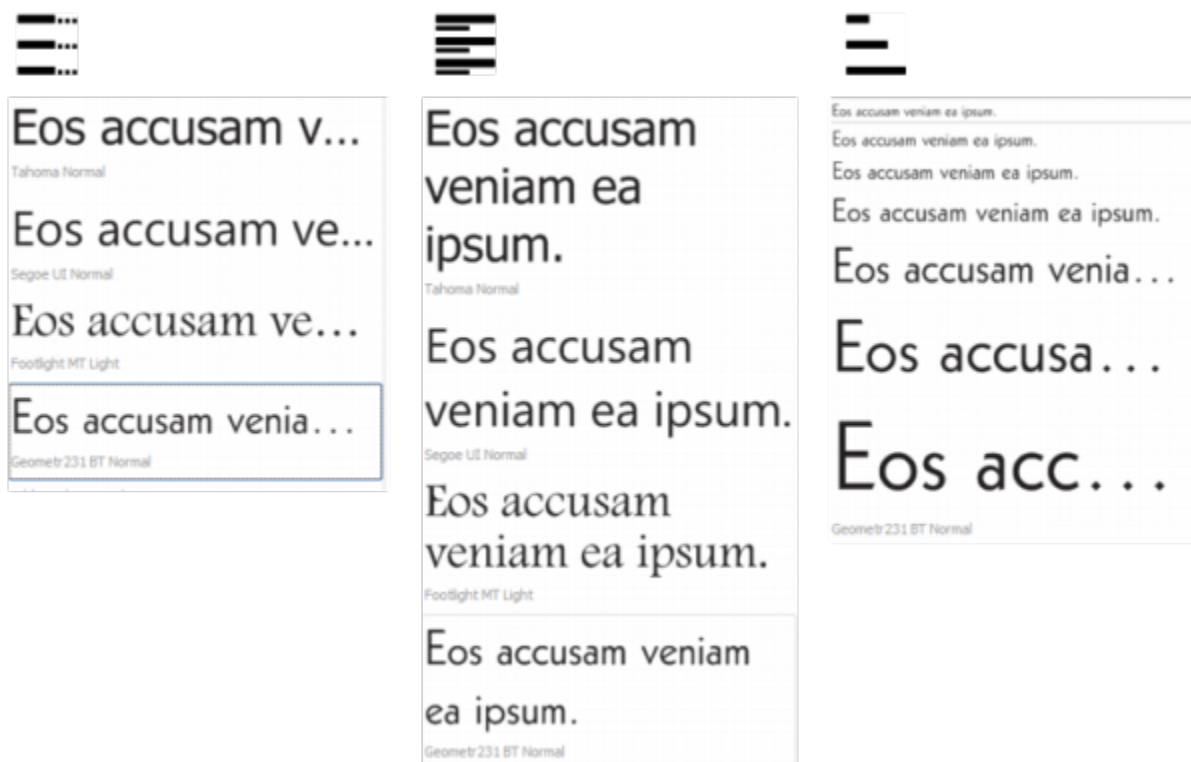 Eos accusam v...
Tahoma Normal
Eos accusam ve...
Segoe UI Normal
Eos accusam ve...
Footlight MT Light
Eos accusam venia...
Geometr231 BT Normal
Eos accusam
veniam ea
ipsum.
Tahoma Normal
Eos accusam
veniam ea ipsum.
Segoe UI Normal
Eos accusam
veniam ea ipsum.
Footlight MT Light
Eos accusam veniam
ea ipsum.
Geometr231 BT Normal
Eos accusam veniam ea ipsum.
Eos accusam veniam ea ipsum.
Eos accusam veniam ea ipsum.
Eos accusam veniam ea ipsum.
Eos accusam venia...
Eos accusa...
Eos acc...
Geometr231 BT Normal